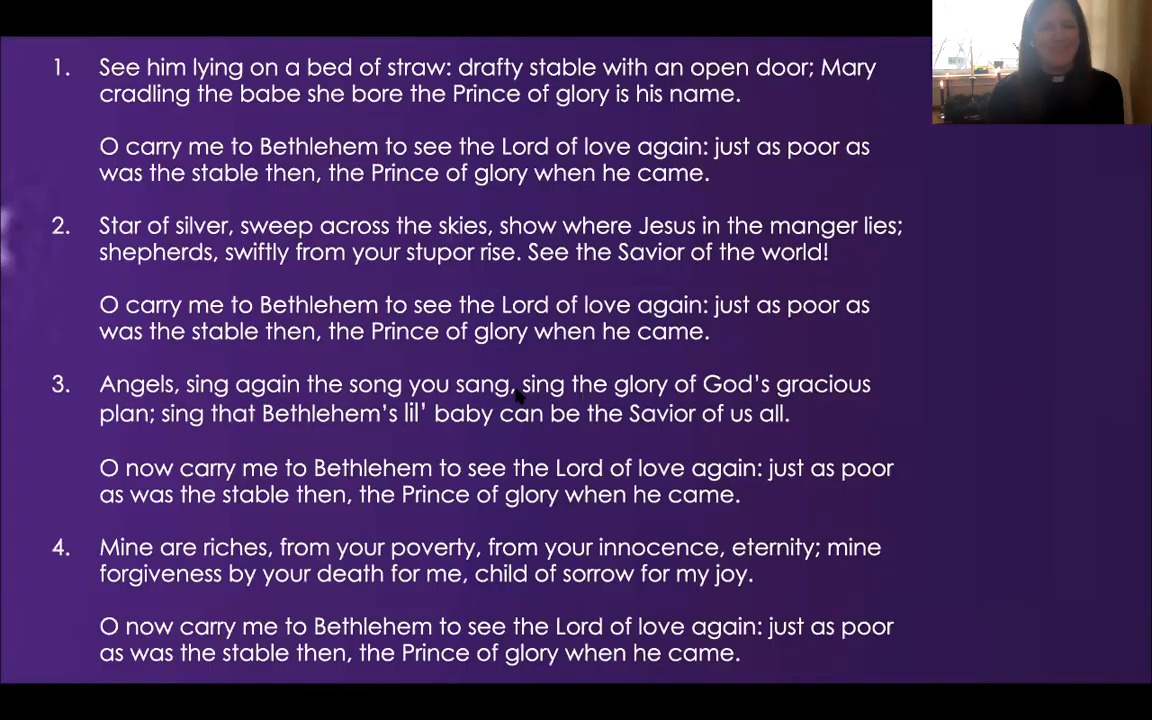 1. See him lying on a bed of straw: drafty stable with an open door; Mary
cradling the babe she bore the Prince of glory is his name.
O carry me to Bethlehem to see the Lord of love again: just as poor as
was the stable then, the Prince of glory when he came.
2. Star of silver, sweep across the skies, show where Jesus in the manger lies;
shepherds, swiftly from your stupor rise. See the Savior of the world!
O carry me to Bethlehem to see the Lord of love again: just as poor as
was the stable then, the Prince of glory when he came.
3. Angels, sing again the song you sang, sing the glory of God's gracious
plan; sing that Bethlehem's lil' baby can be the Savior of us all.
O now carry me to Bethlehem to see the Lord of love again: just as poor
as was the stable then, the Prince of glory when he came.
4. Mine are riches, from your poverty, from your innocence, eternity; mine
forgiveness by your death for me, child of sorrow for my joy.
O now carry me to Bethlehem to see the Lord of love again: just as poor
as was the stable then, the Prince of glory when he came.